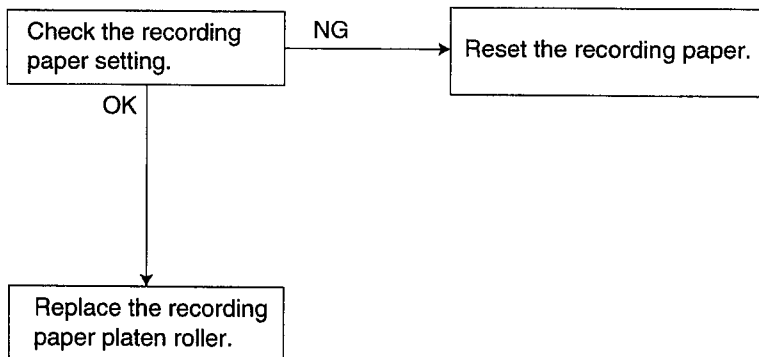 Check the recording
paper setting.
NG
Reset the recording paper.
OK
Replace the recording
paper platen roller.